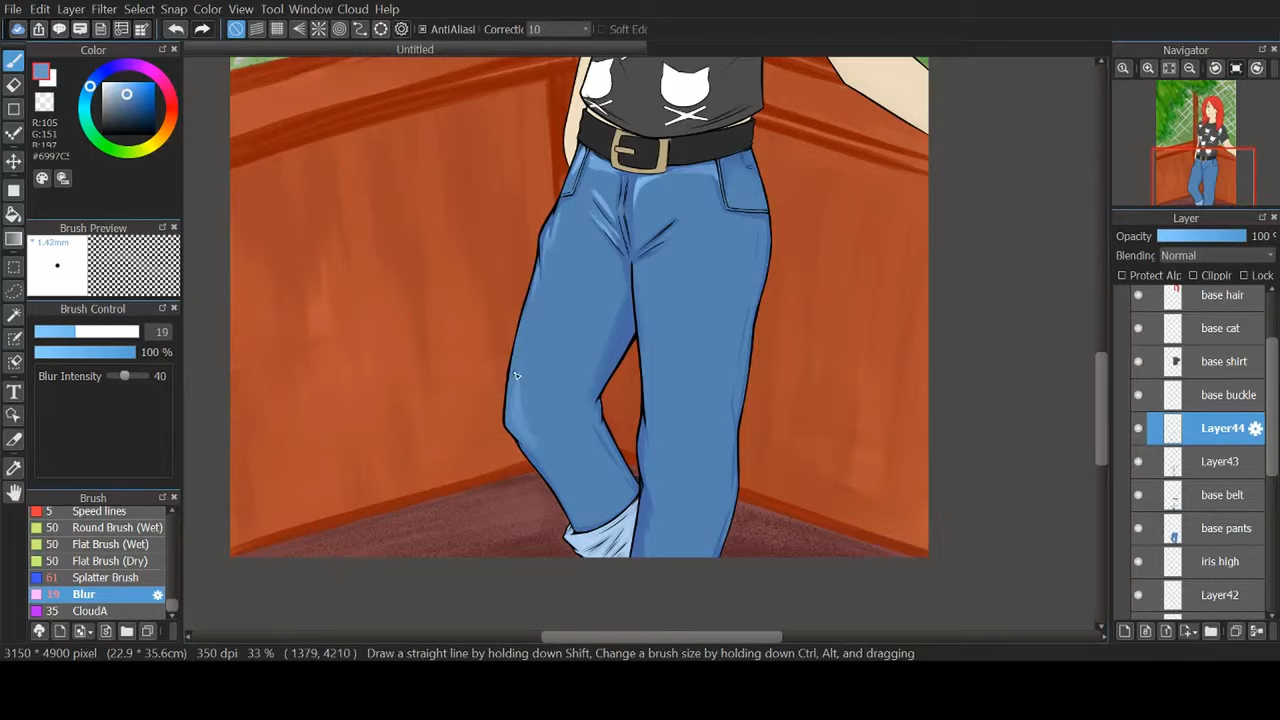 File Edit Layer Filter Select Snap Color View Tool Window Cloud Help
AntiAliasi Correctic 10 Soft Edg
Color
Untitled
Navigator
R:105
G:151
B:197
#6997C5
Brush Preview
1.42mm
Layer
Opacity 100
Blending Normal
Protect Alp Clippir Lock
Brush Control
19
100 %
Blur Intensity 40
base hair
base cat
base shirt
base buckle
Layer44
Layer43
base belt
base pants
iris high
Layer42
Brush
5 Speed lines
50 Round Brush (Wet)
50 Flat Brush (Wet)
50 Flat Brush (Dry)
61 Splatter Brush
19 Blur
35 CloudA
3150 * 4900 pixel (22.9 * 35.6cm) 350 dpi 33 % ( 1379, 4210 ) Draw a straight line by holding down Shift, Change a brush size by holding down Ctrl, Alt, and dragging